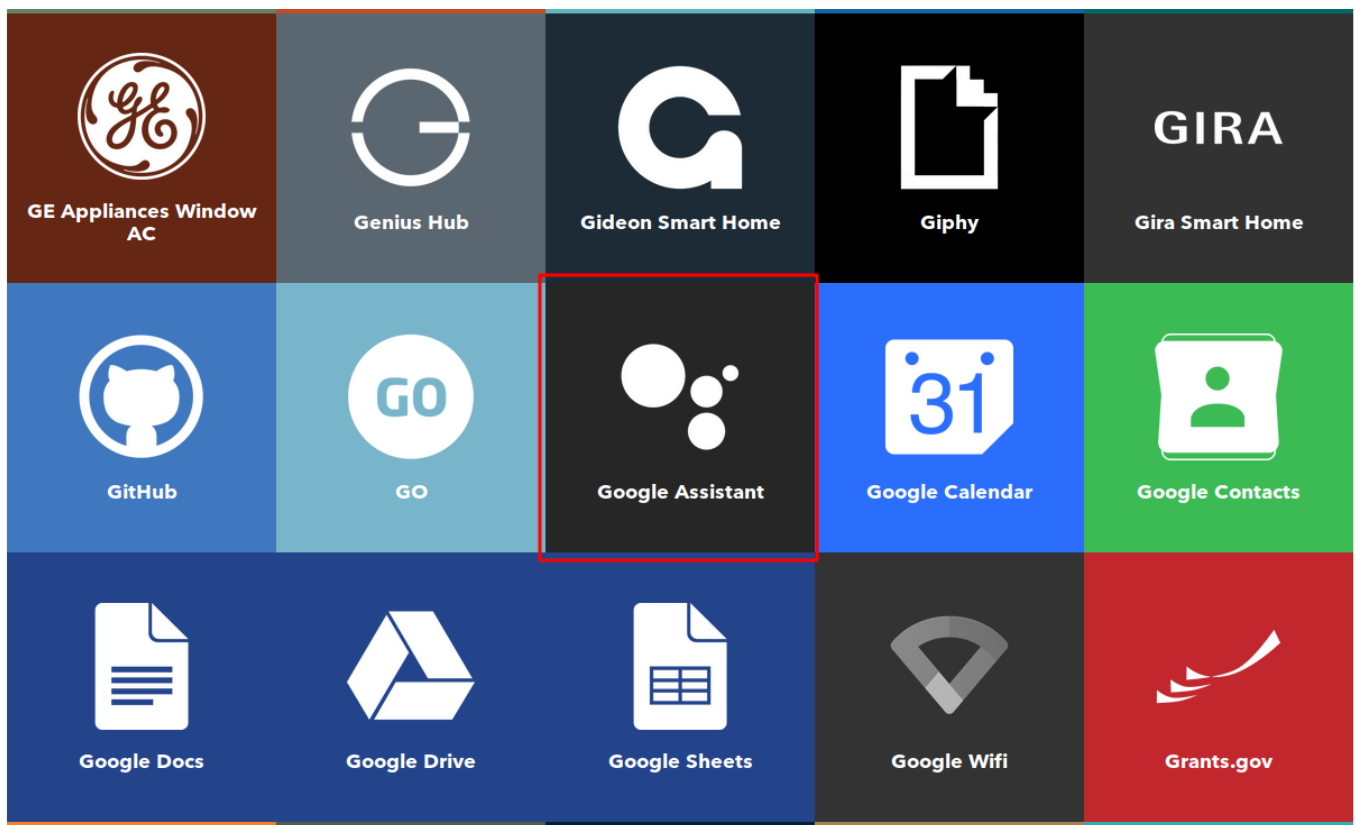 GE
GIRA
GE Appliances Window
AC
Genius Hub
Gideon Smart Home
Giphy
Gira Smart Home
GO
31
GitHub
GO
Google Assistant
Google Calendar
Google Contacts
Google Docs
Google Drive
Google Sheets
Google Wifi
Grants.gov